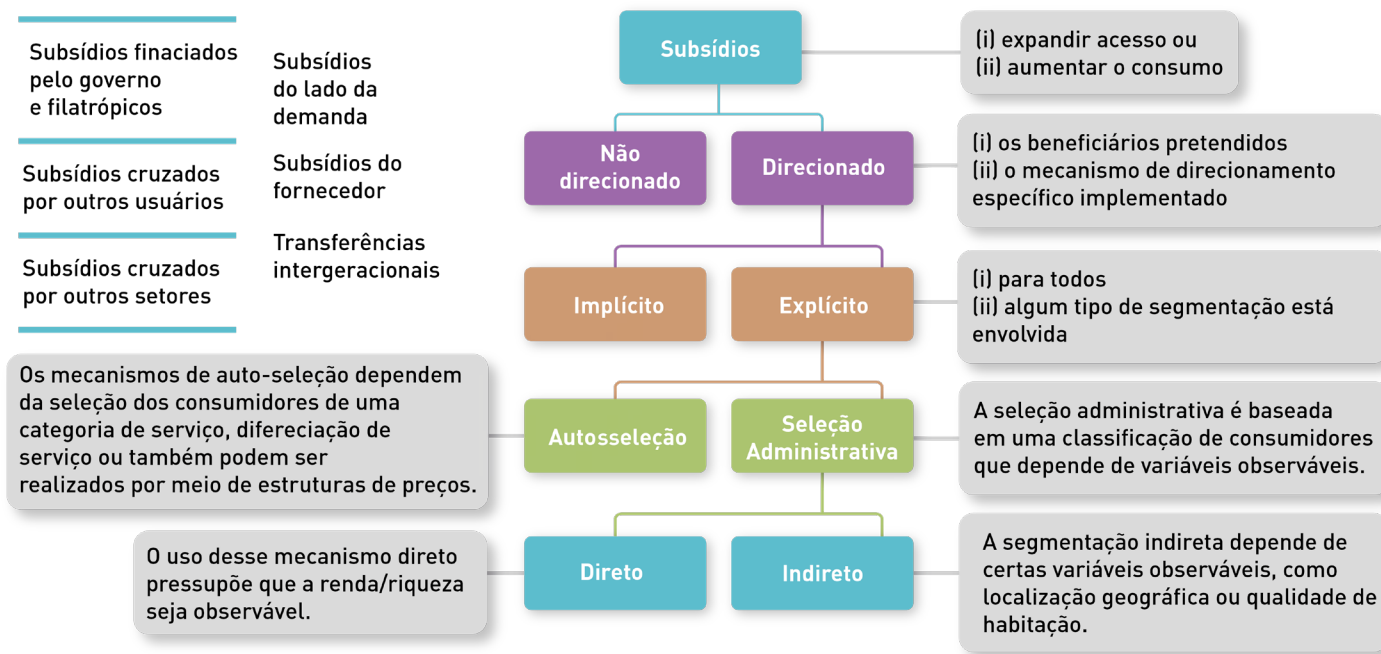 Subsídios finaciados
pelo governo
e filatrópicos
Subsídios cruzados
por outros usuários
Subsídios cruzados
por outros setores
Subsídios
do lado da
demanda
Subsídios do
fornecedor
Transferências
intergeracionais
Subsídios
(i) expandir acesso ou
(ii) aumentar o consumo
Não
direcionado
Direcionado
(i) os beneficiários pretendidos
(ii) o mecanismo de direcionamento
específico implementado
Implícito
Explícito
(i) para todos
(ii) algum tipo de segmentação está
envolvida
Os mecanismos de auto-seleção dependem
da seleção dos consumidores de uma
categoria de serviço, difereciação de
serviço ou também podem ser
realizados por meio de estruturas de preços.
Autosseleção
Seleção
Administrativa
A seleção administrativa é baseada
em uma classificação de consumidores
que depende de variáveis observáveis.
O uso desse mecanismo direto
pressupõe que a renda/riqueza
seja observável.
Direto
Indireto
A segmentação indireta depende de
certas variáveis observáveis, como
localização geográfica ou qualidade de
habitação.